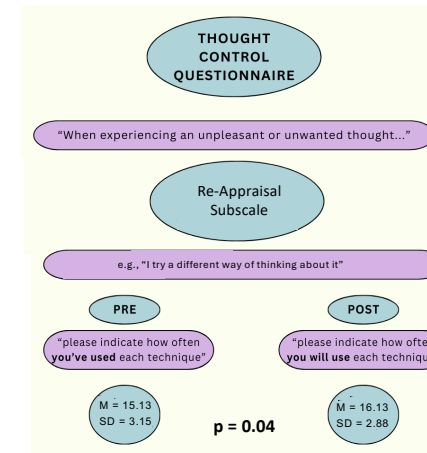 THOUGHT
CONTROL
QUESTIONNAIRE
“When experiencing an unpleasant or unwanted thought...”
Re-Appraisal
Subscale
e.g., “I try a different way of thinking about it”
PRE
POST
“please indicate how often
you’ve used each technique”
“please indicate how ofte
you will use each techniqu
M = 15.13
SD = 3.15
p = 0.04
M = 16.13
SD = 2.88